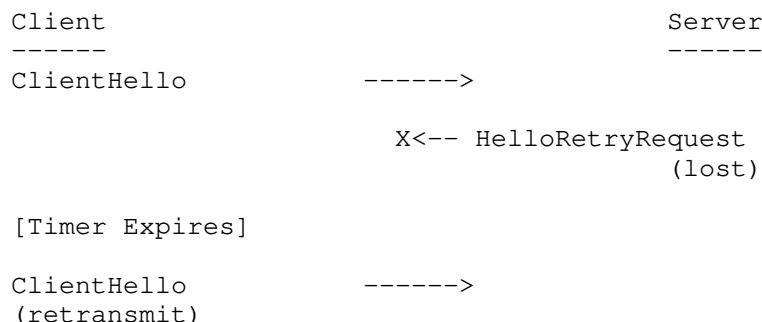 Client                                   Server
------                                   ------
ClientHello           ------>
X<-- HelloRetryRequest
(lost)
[Timer Expires]
ClientHello           ------>
(retransmit)